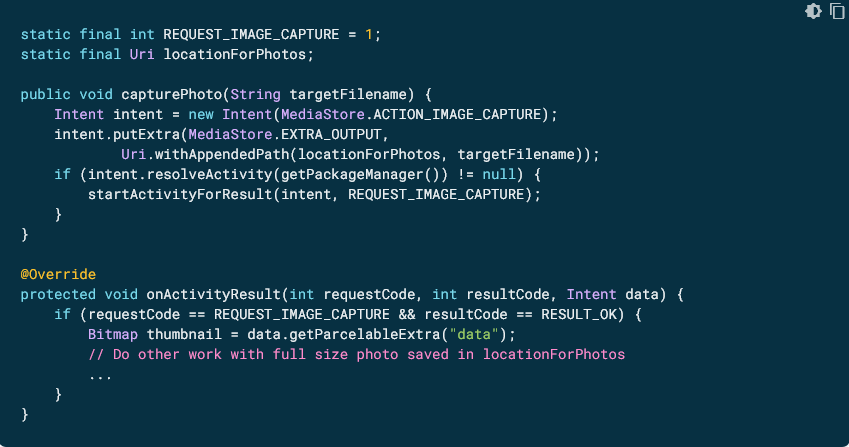 static final int REQUEST_IMAGE_CAPTURE = 1;
static final Uri locationForPhotos;

public void capturePhoto(String targetFilename) {
    Intent intent = new Intent(MediaStore.ACTION_IMAGE_CAPTURE);
    intent.putExtra(MediaStore.EXTRA_OUTPUT,
            Uri.withAppendedPath(locationForPhotos, targetFilename));
    if (intent.resolveActivity(getPackageManager()) != null) {
        startActivityForResult(intent, REQUEST_IMAGE_CAPTURE);
    }
}

@Override
protected void onActivityResult(int requestCode, int resultCode, Intent data) {
    if (requestCode == REQUEST_IMAGE_CAPTURE && resultCode == RESULT_OK) {
        Bitmap thumbnail = data.getParcelableExtra("data");
        // Do other work with full size photo saved in locationForPhotos
        ...
    }
}